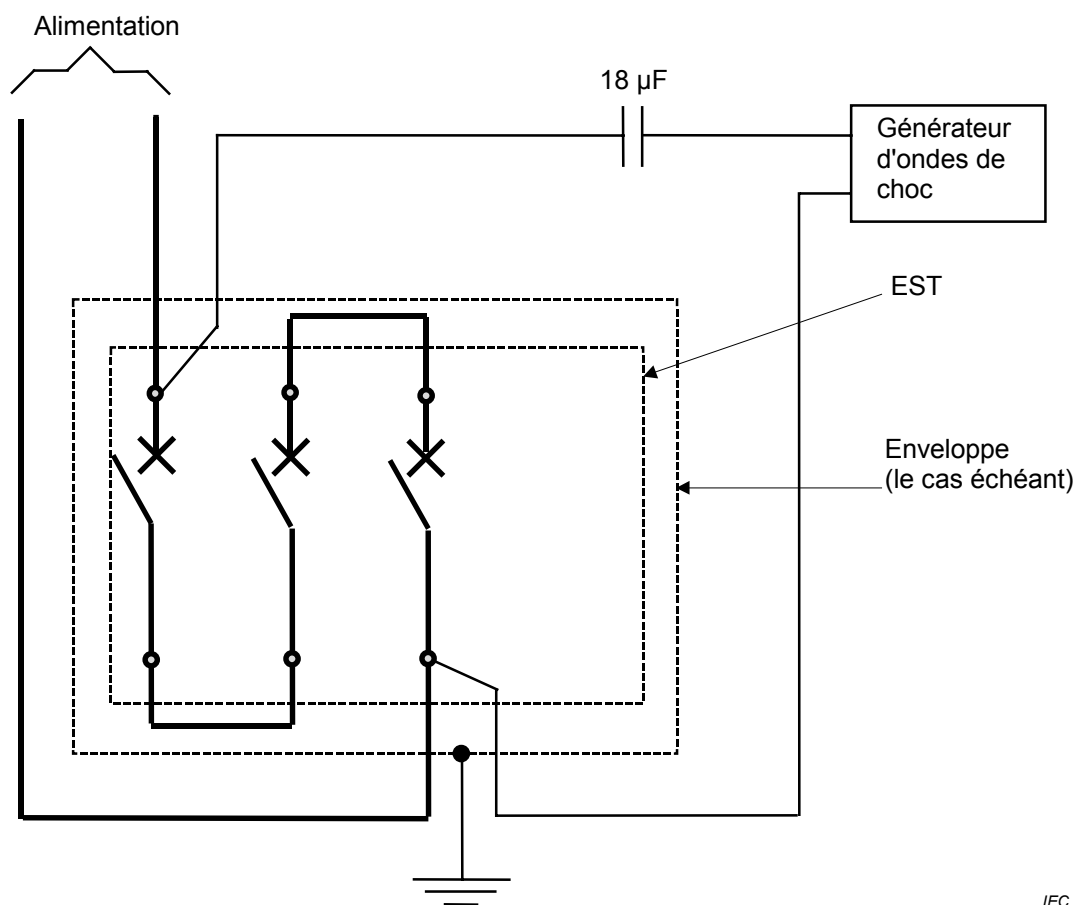 Alimentation
18 µF
Générateur
d'ondes de
choc
EST
Enveloppe
(le cas échéant)
IEC